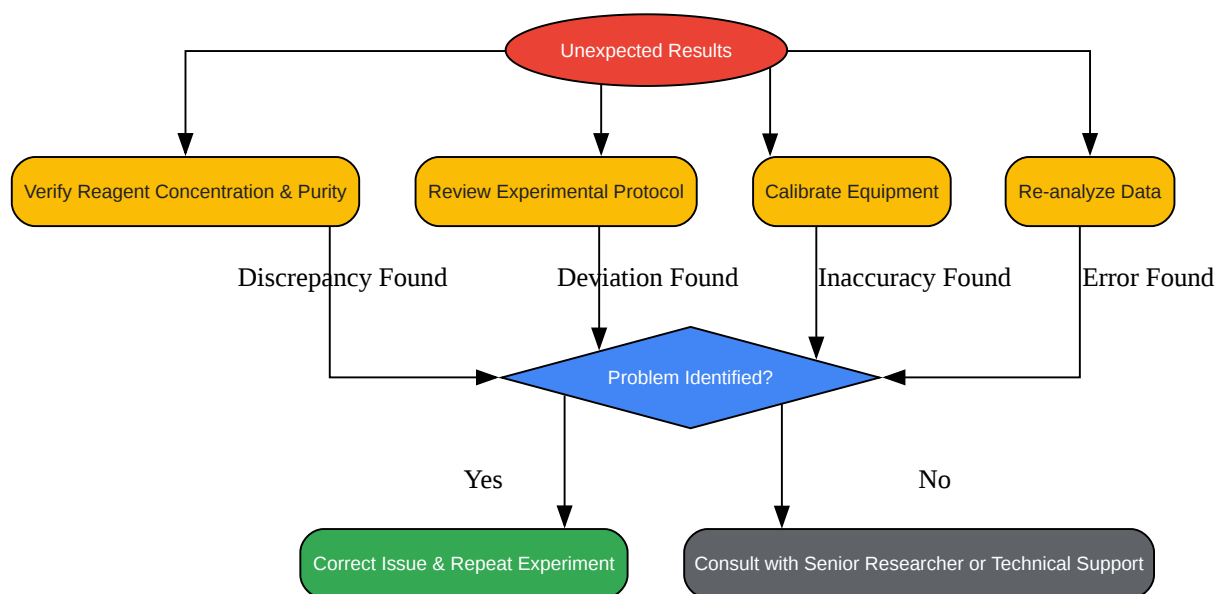 Unexpected Results
Verify Reagent Concentration & Purity
Review Experimental Protocol
Calibrate Equipment
Re-analyze Data
Discrepancy Found
Deviation Found
Inaccuracy Found
Error Found
Problem Identified?
Yes
No
Correct Issue & Repeat Experiment
Consult with Senior Researcher or Technical Support